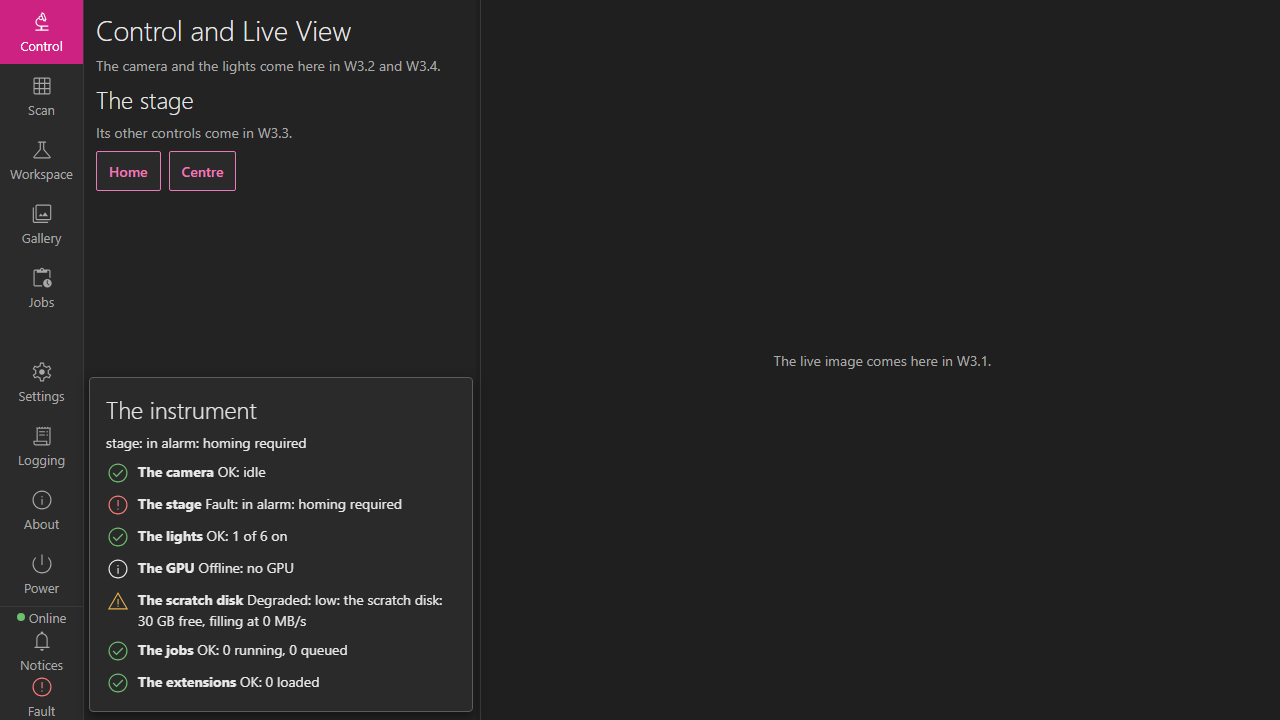 Control
Scan
Workspace
Gallery
Jobs
Settings
Logging
About
Power
Online
Notices
Fault
Control and Live View
The camera and the lights come here in W3.2 and W3.4.
The stage
Its other controls come in W3.3.
Home Centre
The instrument
stage: in alarm: homing required
The camera OK: idle
The stage Fault: in alarm: homing required
The lights OK: 1 of 6 on
The GPU Offline: no GPU
The scratch disk Degraded: low: the scratch disk:
30 GB free, filling at 0 MB/s
The jobs OK: 0 running, 0 queued
The extensions OK: 0 loaded
The live image comes here in W3.1.